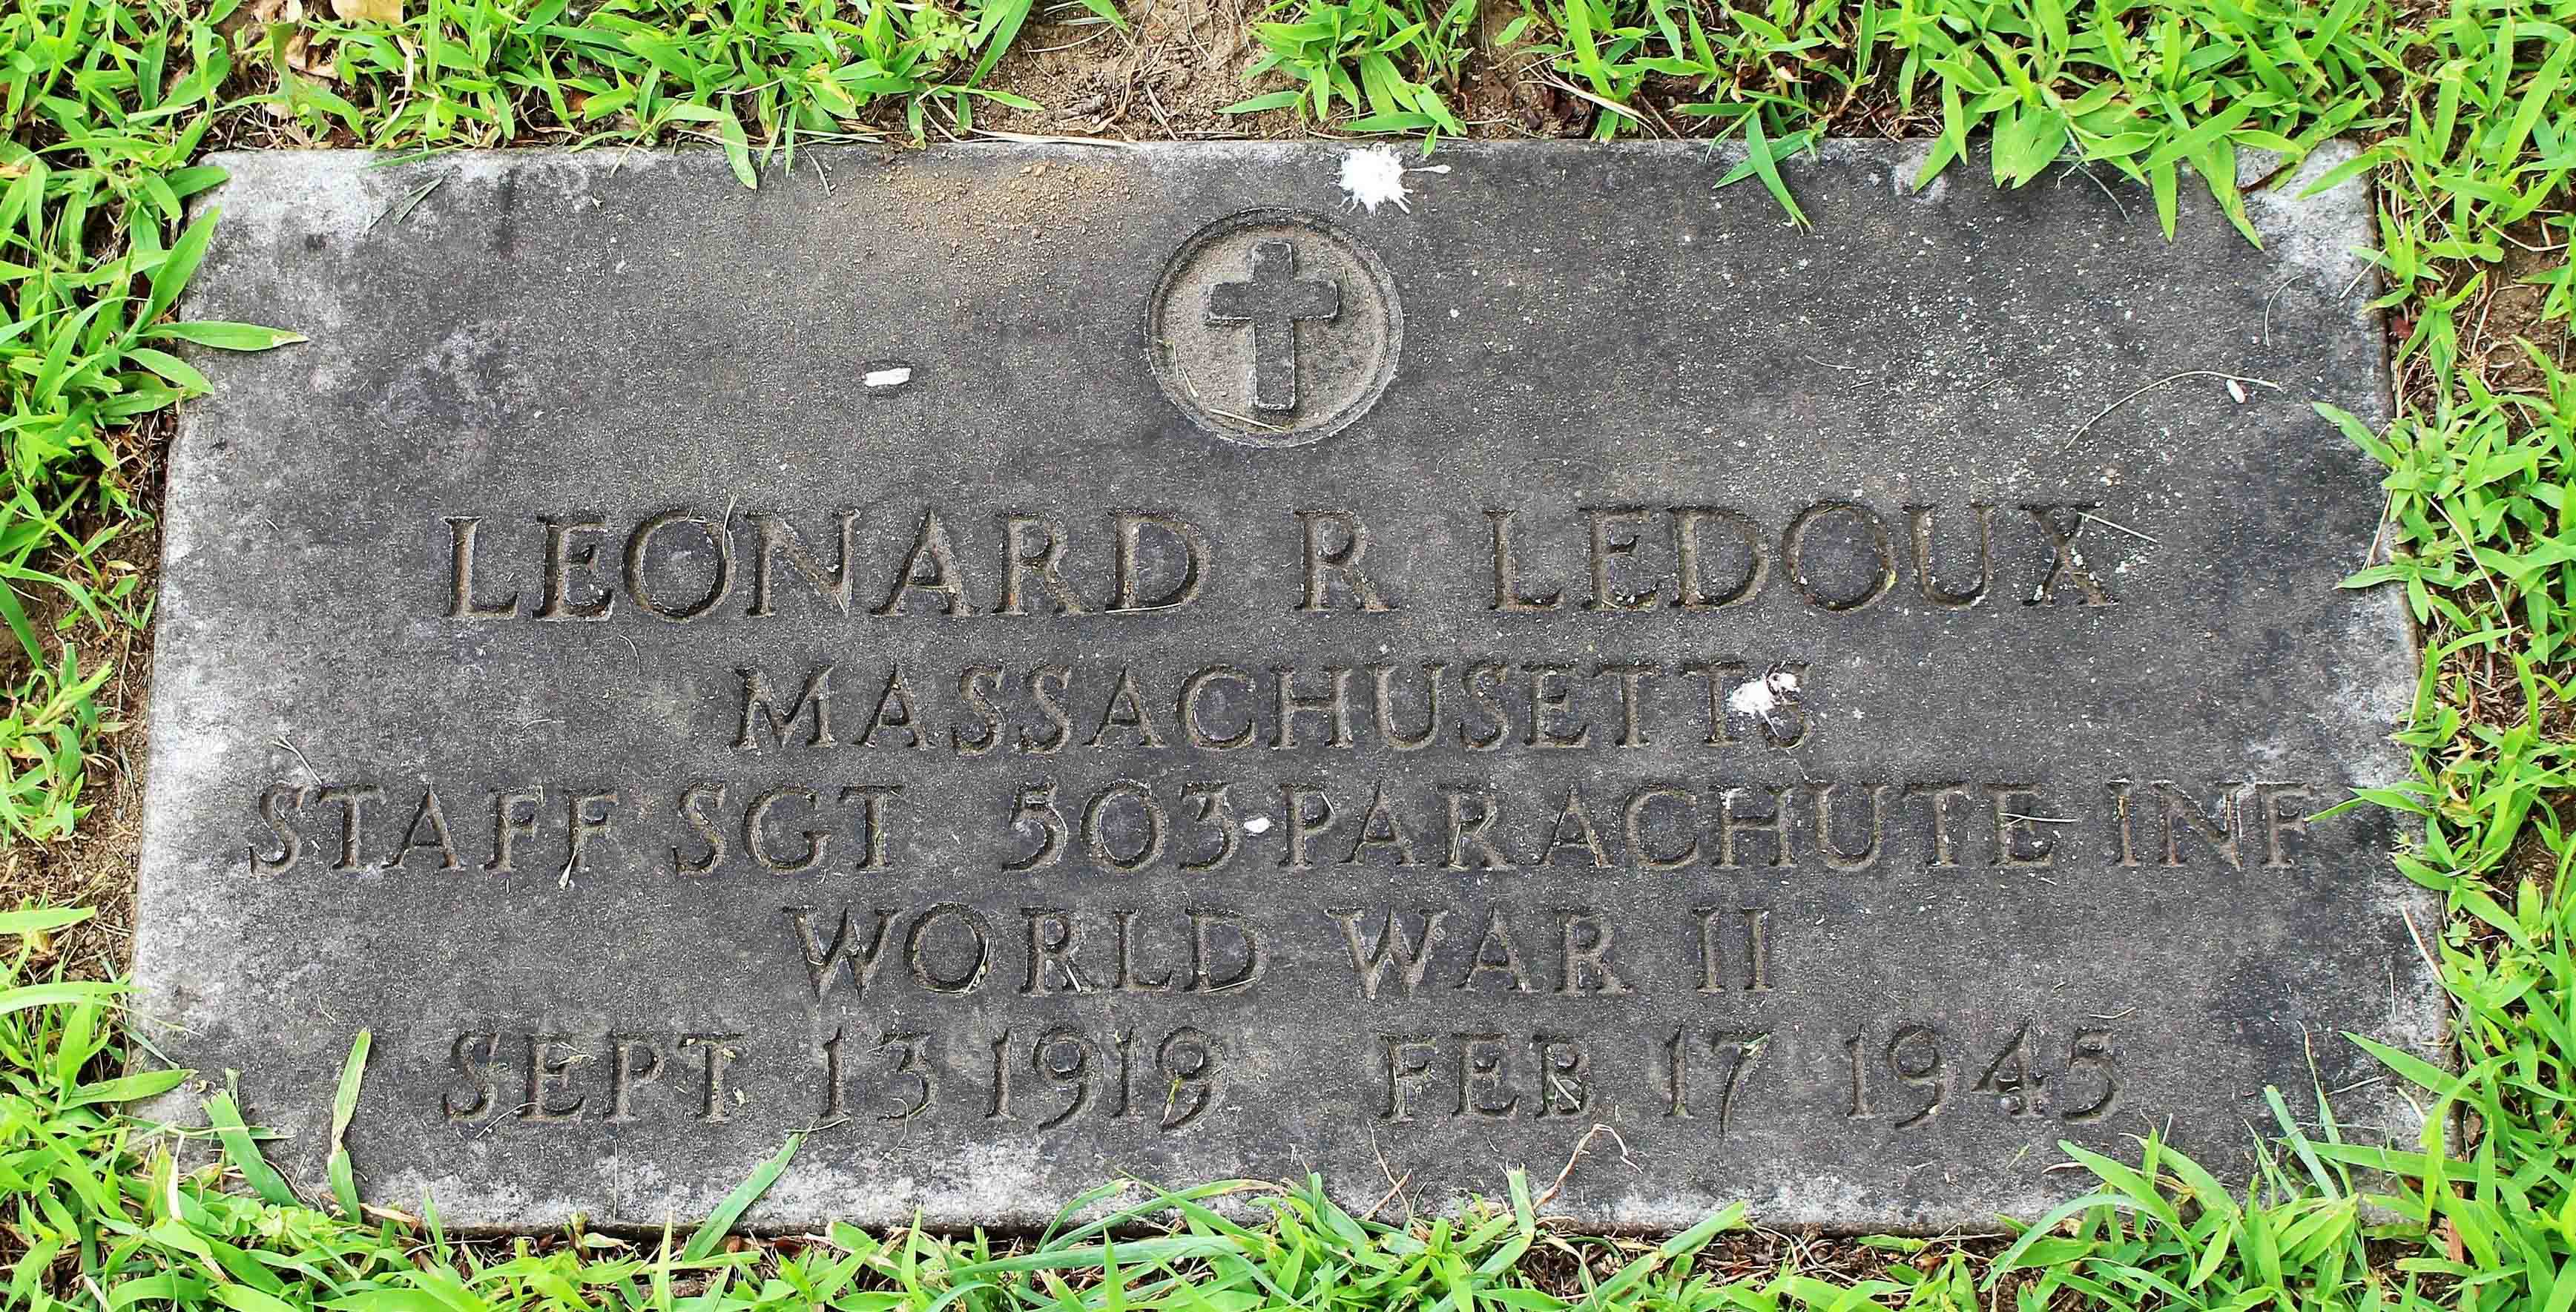 LEONARD R LEDOUX
MASSACHUSETTS
STAFF SGT 503 PARACHUTE INF
WORLD WAR II
SEPT 13 1919 FEB 17 1945